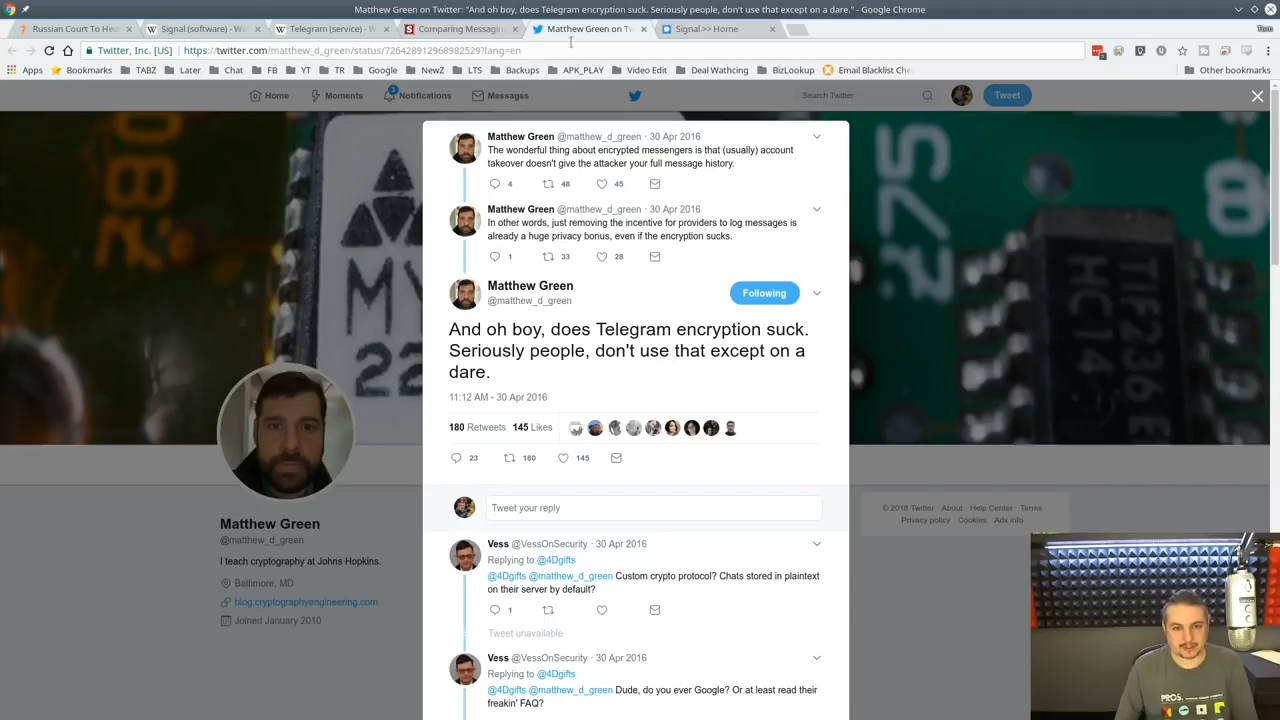 Matthew Green on Twitter: "And oh boy, does Telegram encryption suck. Seriously people, don't use that except on a dare." - Google Chrome
Russian Court To Hea
Signal (software) - Wi
Telegram (service) - W
Comparing Messaging
Matthew Green on Tw
Signal >> Home
Twitter, Inc. [US]
https://twitter.com/matthew_d_green/status/726428912968982529?lang=en
Apps
Bookmarks
TABZ
Later
Chat
FB
YT
TR
Google
NewZ
LTS
Backups
APK_PLAY
Video Edit
Deal Wathcing
BizLookup
Email Blacklist Che
Other bookmarks
Home
Moments
3
Notifications
Messages
Search Twitter
Tweet
Matthew Green @matthew_d_green · 30 Apr 2016
The wonderful thing about encrypted messengers is that (usually) account
takeover doesn't give the attacker your full message history.
4 48 45
Matthew Green @matthew_d_green · 30 Apr 2016
In other words, just removing the incentive for providers to log messages is
already a huge privacy bonus, even if the encryption sucks.
1 33 28
Matthew Green
@matthew_d_green
Following
And oh boy, does Telegram encryption suck.
Seriously people, don't use that except on a
dare.
11:12 AM - 30 Apr 2016
180 Retweets 145 Likes
23 180 145
Tweet your reply
Vess @VessOnSecurity · 30 Apr 2016
Replying to @4Dgifts
@4Dgifts @matthew_d_green Custom crypto protocol? Chats stored in plaintext
on their server by default?
1
Tweet unavailable
Vess @VessOnSecurity · 30 Apr 2016
Replying to @4Dgifts
@4Dgifts @matthew_d_green Dude, do you ever Google? Or at least read their
freakin' FAQ?
Matthew Green
@matthew_d_green
I teach cryptography at Johns Hopkins.
Baltimore, MD
blog.cryptographyengineering.com
Joined January 2010
© 2018 Twitter About Help Center Terms
Privacy policy Cookies Ads info
TIF236
HC14
PROS.